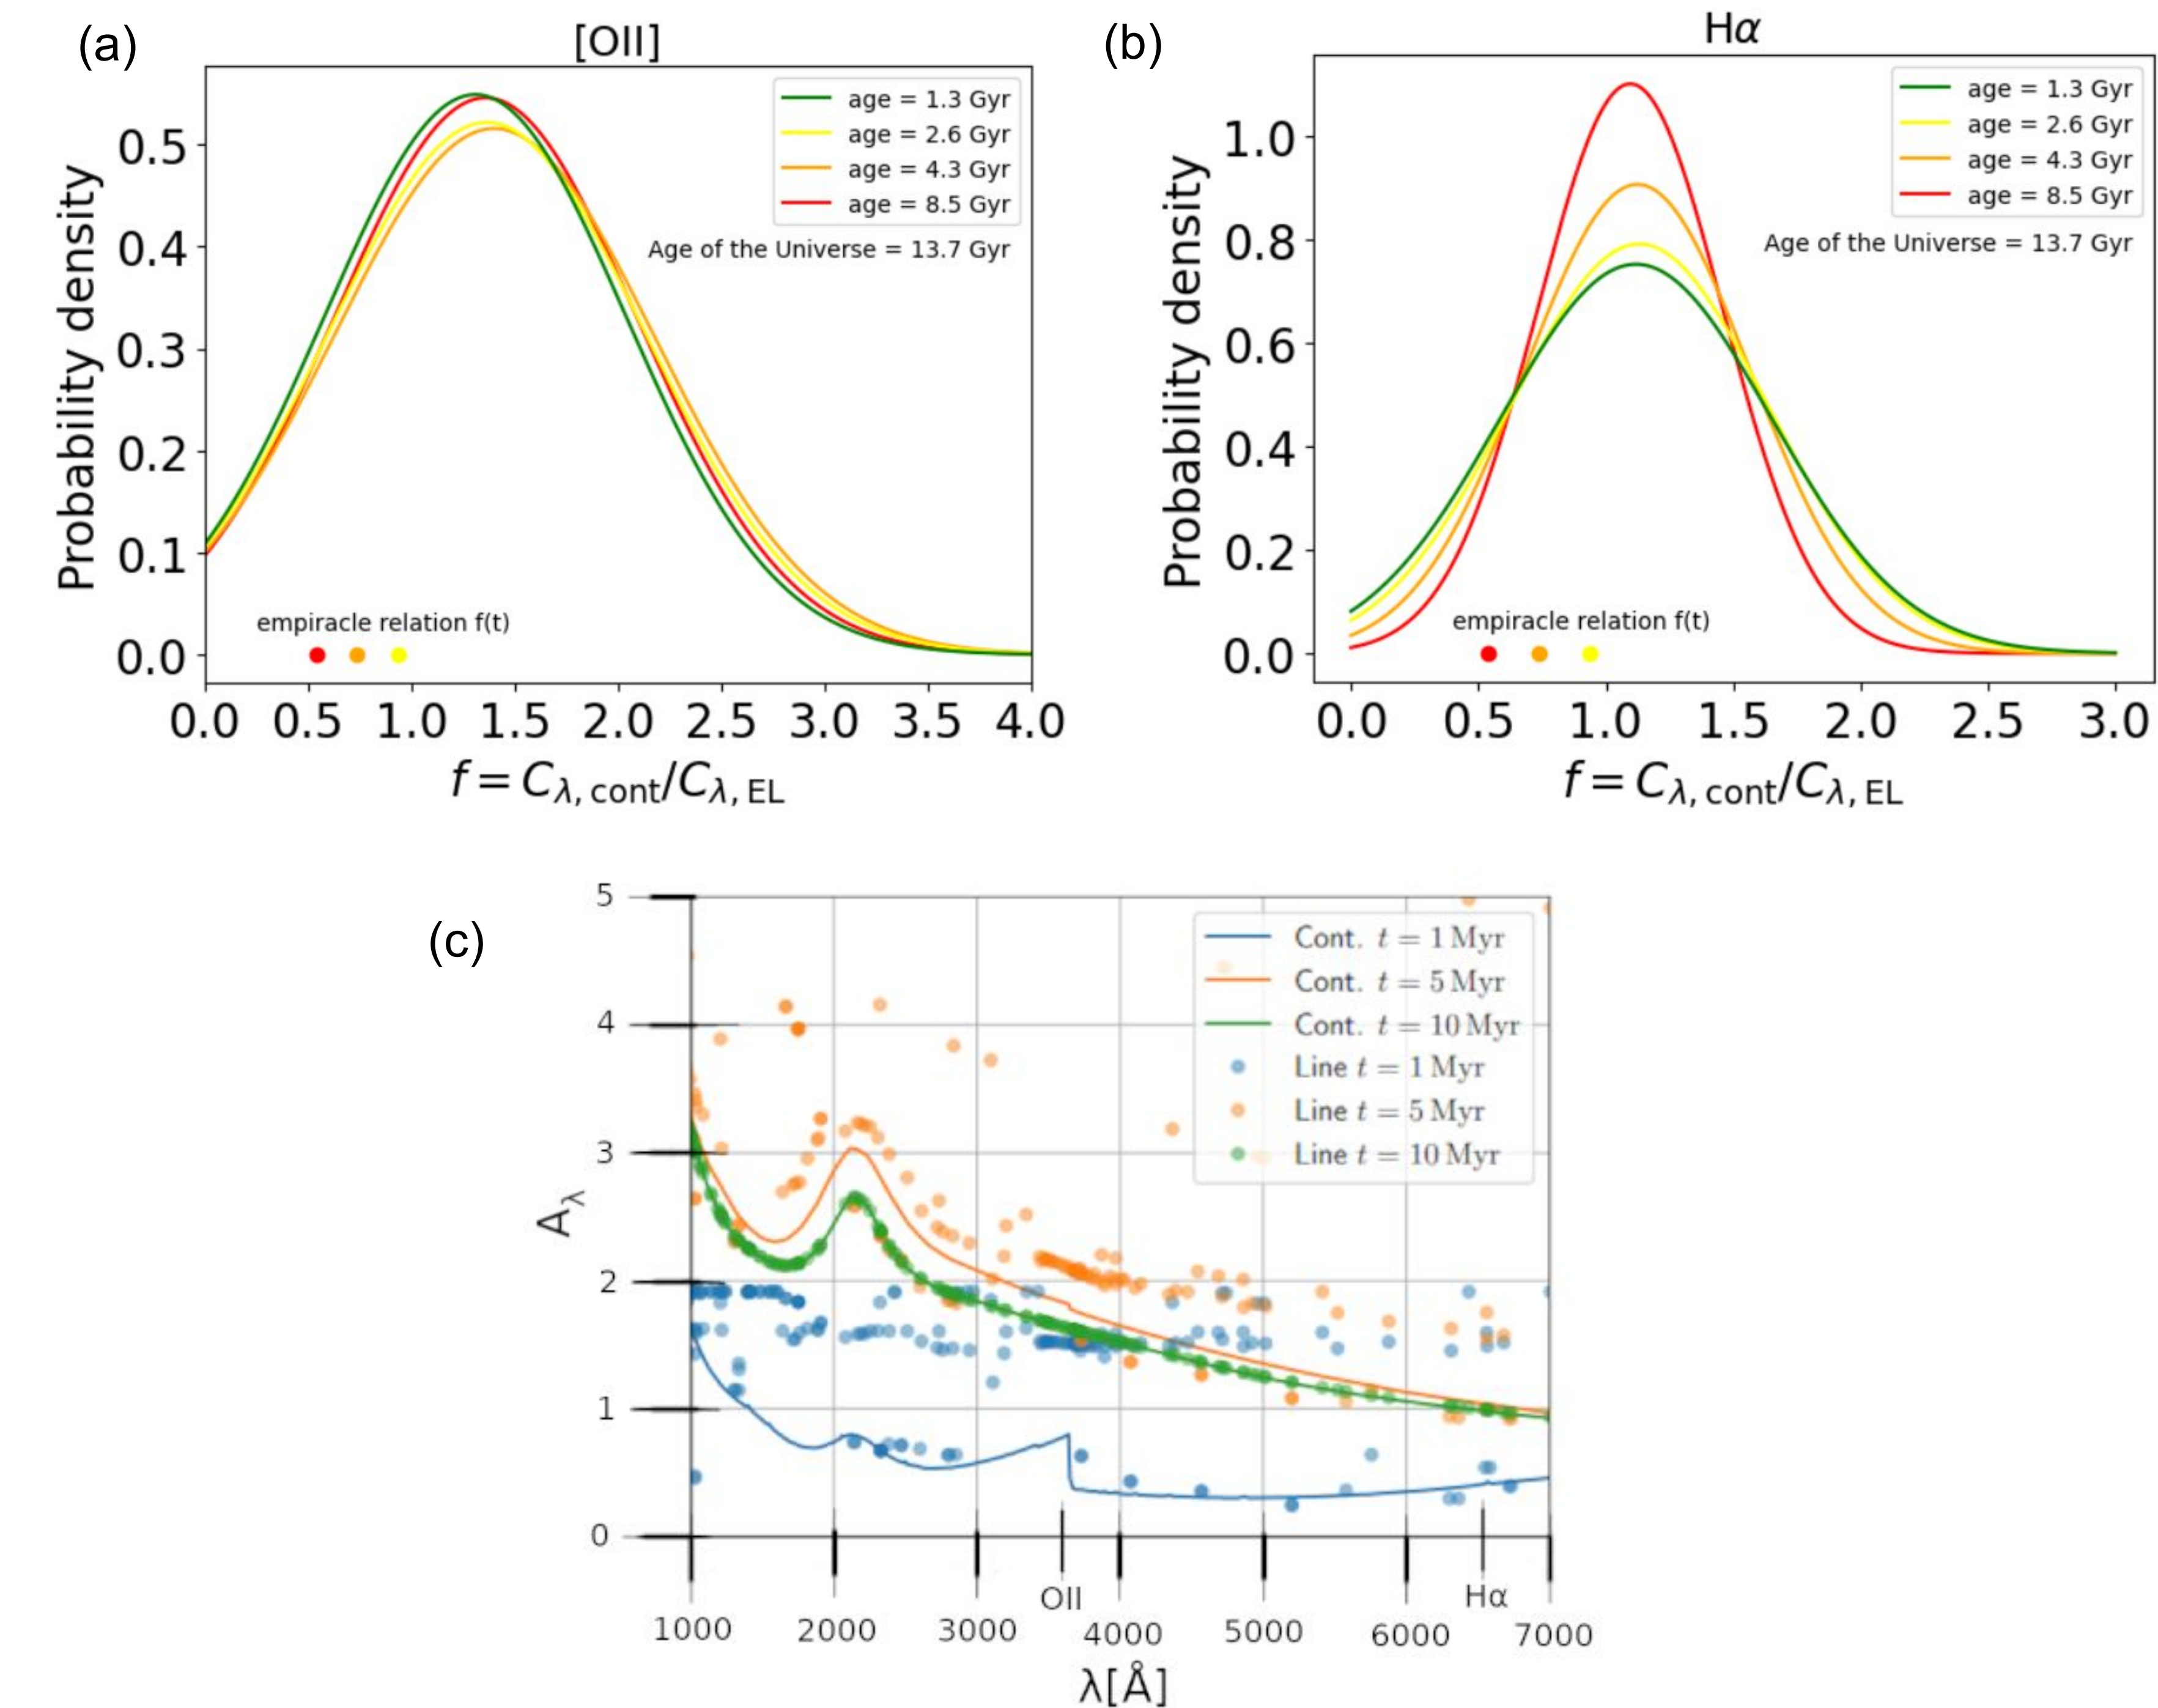 (a)
[OII]
age = 1.3 Gyr
age = 2.6 Gyr
age = 4.3 Gyr
age = 8.5 Gyr
Age of the Universe = 13.7 Gyr
Probability density
0.5
0.4
0.3
0.2
0.1
0.0
empiracle relation f(t)
0.0 0.5 1.0 1.5 2.0 2.5 3.0 3.5 4.0
f = Cλ, cont/Cλ, EL
(b)
Hα
age = 1.3 Gyr
age = 2.6 Gyr
age = 4.3 Gyr
age = 8.5 Gyr
Age of the Universe = 13.7 Gyr
Probability density
1.0
0.8
0.6
0.4
0.2
0.0
empiracle relation f(t)
0.0 0.5 1.0 1.5 2.0 2.5 3.0
f = Cλ, cont/Cλ, EL
(c)
5
4
3
2
1
0
Aλ
Cont. t = 1 Myr
Cont. t = 5 Myr
Cont. t = 10 Myr
Line t = 1 Myr
Line t = 5 Myr
Line t = 10 Myr
OII
Hα
1000 2000 3000 4000 5000 6000 7000
λ[Å]